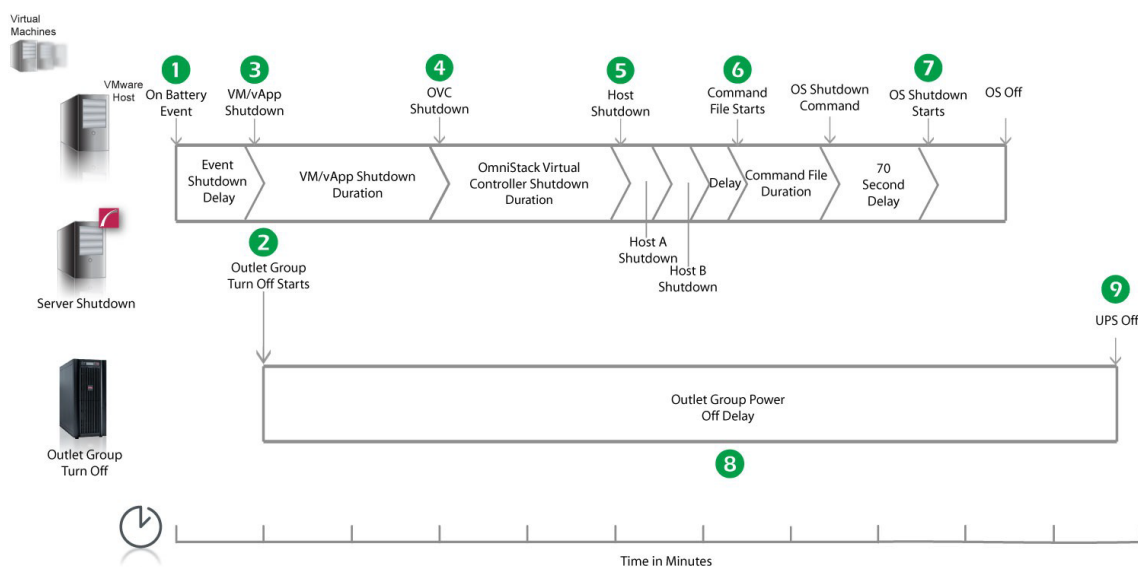 Virtual
Machines
1
3
4
5
6
7
VMware
Host
On Battery
Event
VM/vApp
Shutdown
OVC
Shutdown
Host
Shutdown
Command
File Starts
OS Shutdown
Command
OS Shutdown
Starts
OS Off
Event
Shutdown
Delay
VM/vApp Shutdown
Duration
OmniStack Virtual
Controller Shutdown
Duration
Delay
Command File
Duration
70
Second
Delay
2
Host A
Shutdown
Host B
Shutdown
Outlet Group
Turn Off Starts
Server Shutdown
9
UPS Off
Outlet Group Power
Off Delay
Outlet Group
Turn Off
8
Time in Minutes